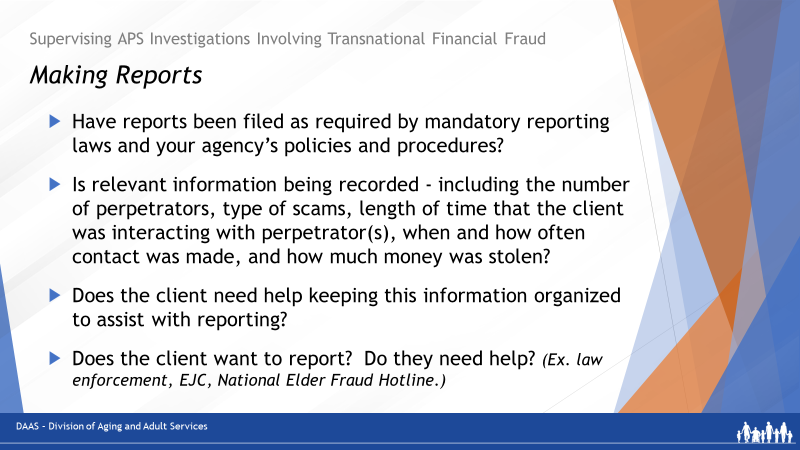 Supervising APS Investigations Involving Transnational Financial Fraud
Making Reports
Have reports been filed as required by mandatory reporting
laws and your agency’s policies and procedures?
Is relevant information being recorded - including the number
of perpetrators, type of scams, length of time that the client
was interacting with perpetrator(s), when and how often
contact was made, and how much money was stolen?
Does the client need help keeping this information organized
to assist with reporting?
Does the client want to report?  Do they need help? (Ex. law
enforcement, EJC, National Elder Fraud Hotline.)
DAAS – Division of Aging and Adult Services